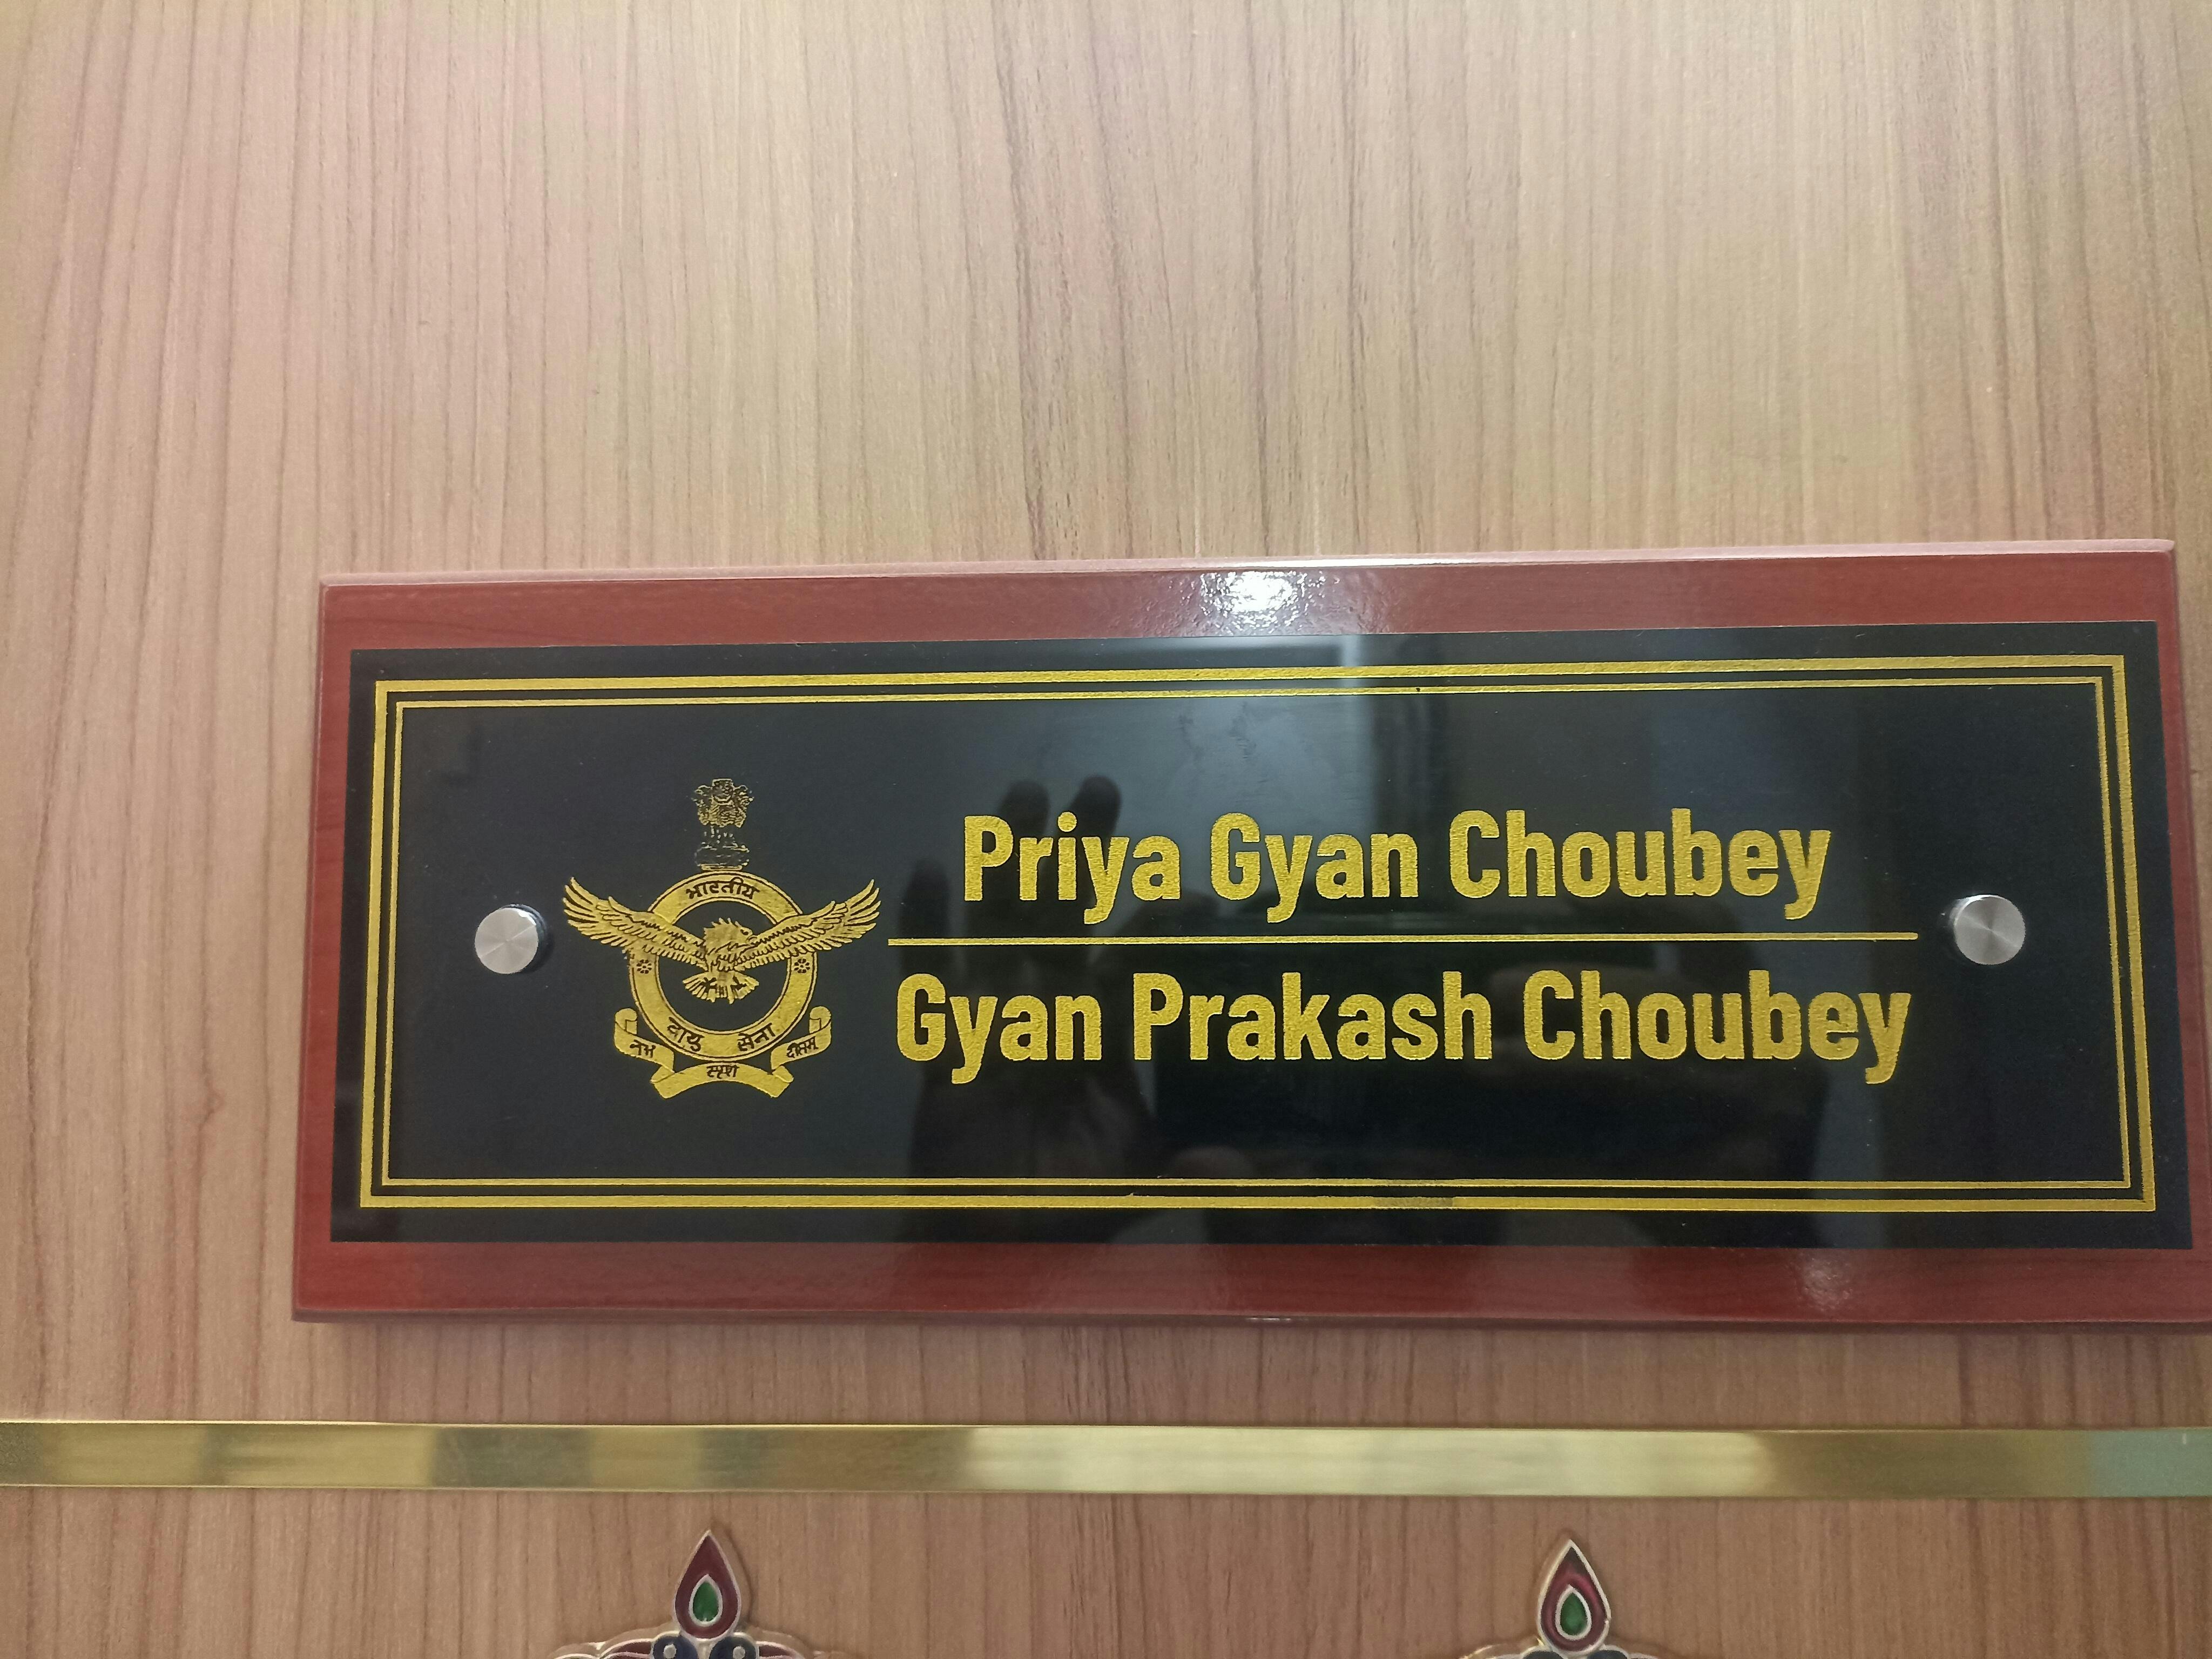 Priya Gyan Choubey
Gyan Prakash Choubey
भारतीय
वायु सेना
नभः स्पृशं दीप्तम्